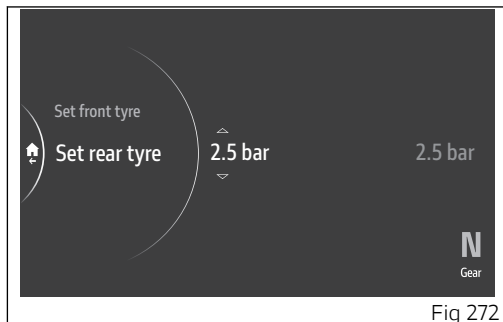 Set front tyre
Set rear tyre 2.5 bar 2.5 bar
N
Gear
Fig 272